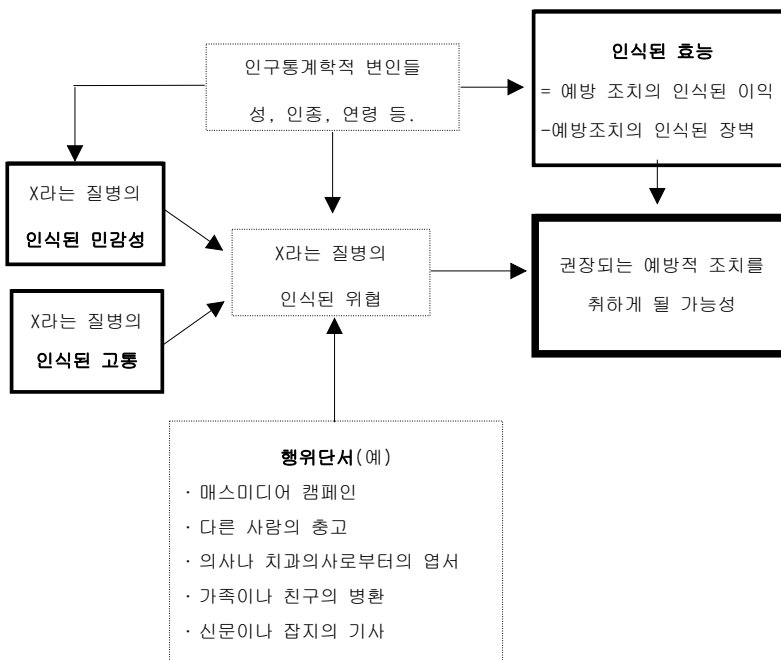 인구통계학적 변인들
성, 인종, 연령 등.
인식된 효능
= 예방 조치의 인식된 이익
-예방조치의 인식된 장벽
X라는 질병의
인식된 민감성
X라는 질병의
인식된 위협
권장되는 예방적 조치를
취하게 될 가능성
X라는 질병의
인식된 고통
행위단서(예)
· 매스미디어 캠페인
· 다른 사람의 충고
· 의사나 치과의사로부터의 엽서
· 가족이나 친구의 병환
· 신문이나 잡지의 기사